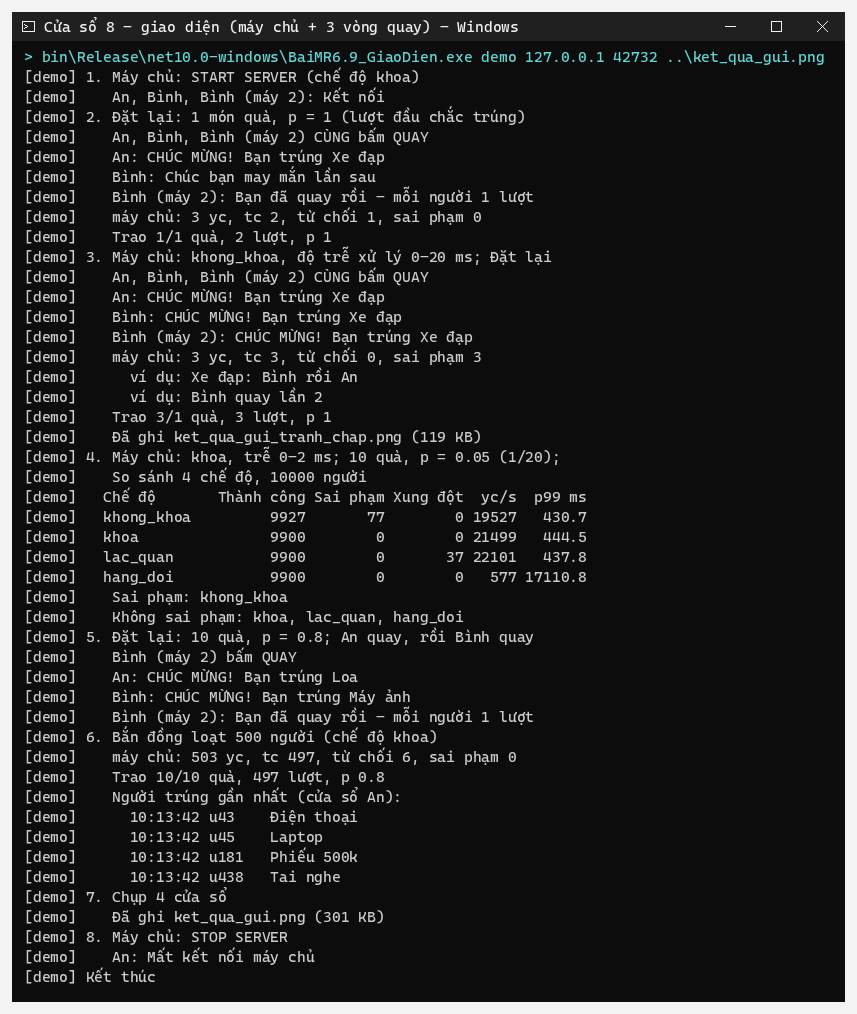 Cửa sổ 8 – giao diện (máy chủ + 3 vòng quay) – Windows
> bin\Release\net10.0-windows\BaiMR6.9_GiaoDien.exe demo 127.0.0.1 42732 ..\ket_qua_gui.png
[demo] 1. Máy chủ: START SERVER (chế độ khoa)
[demo]    An, Bình, Bình (máy 2): Kết nối
[demo] 2. Đặt lại: 1 món quà, p = 1 (lượt đầu chắc trúng)
[demo]    An, Bình, Bình (máy 2) CÙNG bấm QUAY
[demo]    An: CHÚC MỪNG! Bạn trúng Xe đạp
[demo]    Bình: Chúc bạn may mắn lần sau
[demo]    Bình (máy 2): Bạn đã quay rồi – mỗi người 1 lượt
[demo]    máy chủ: 3 yc, tc 2, từ chối 1, sai phạm 0
[demo]    Trao 1/1 quà, 2 lượt, p 1
[demo] 3. Máy chủ: khong_khoa, độ trễ xử lý 0–20 ms; Đặt lại
[demo]    An, Bình, Bình (máy 2) CÙNG bấm QUAY
[demo]    An: CHÚC MỪNG! Bạn trúng Xe đạp
[demo]    Bình: CHÚC MỪNG! Bạn trúng Xe đạp
[demo]    Bình (máy 2): CHÚC MỪNG! Bạn trúng Xe đạp
[demo]    máy chủ: 3 yc, tc 3, từ chối 0, sai phạm 3
[demo]      ví dụ: Xe đạp: Bình rồi An
[demo]      ví dụ: Bình quay lần 2
[demo]    Trao 3/1 quà, 3 lượt, p 1
[demo]    Đã ghi ket_qua_gui_tranh_chap.png (119 KB)
[demo] 4. Máy chủ: khoa, trễ 0–2 ms; 10 quà, p = 0.05 (1/20);
[demo]    So sánh 4 chế độ, 10000 người
[demo]   Chế độ       Thành công Sai phạm Xung đột  yc/s  p99 ms
[demo]   khong_khoa         9927       77        0 19527   430.7
[demo]   khoa               9900        0        0 21499   444.5
[demo]   lac_quan           9900        0       37 22101   437.8
[demo]   hang_doi           9900        0        0   577 17110.8
[demo]    Sai phạm: khong_khoa
[demo]    Không sai phạm: khoa, lac_quan, hang_doi
[demo] 5. Đặt lại: 10 quà, p = 0.8; An quay, rồi Bình quay
[demo]    Bình (máy 2) bấm QUAY
[demo]    An: CHÚC MỪNG! Bạn trúng Loa
[demo]    Bình: CHÚC MỪNG! Bạn trúng Máy ảnh
[demo]    Bình (máy 2): Bạn đã quay rồi – mỗi người 1 lượt
[demo] 6. Bắn đồng loạt 500 người (chế độ khoa)
[demo]    máy chủ: 503 yc, tc 497, từ chối 6, sai phạm 0
[demo]    Trao 10/10 quà, 497 lượt, p 0.8
[demo]    Người trúng gần nhất (cửa sổ An):
[demo]      10:13:42 u43    Điện thoại
[demo]      10:13:42 u45    Laptop
[demo]      10:13:42 u181   Phiếu 500k
[demo]      10:13:42 u438   Tai nghe
[demo] 7. Chụp 4 cửa sổ
[demo]    Đã ghi ket_qua_gui.png (301 KB)
[demo] 8. Máy chủ: STOP SERVER
[demo]    An: Mất kết nối máy chủ
[demo] Kết thúc